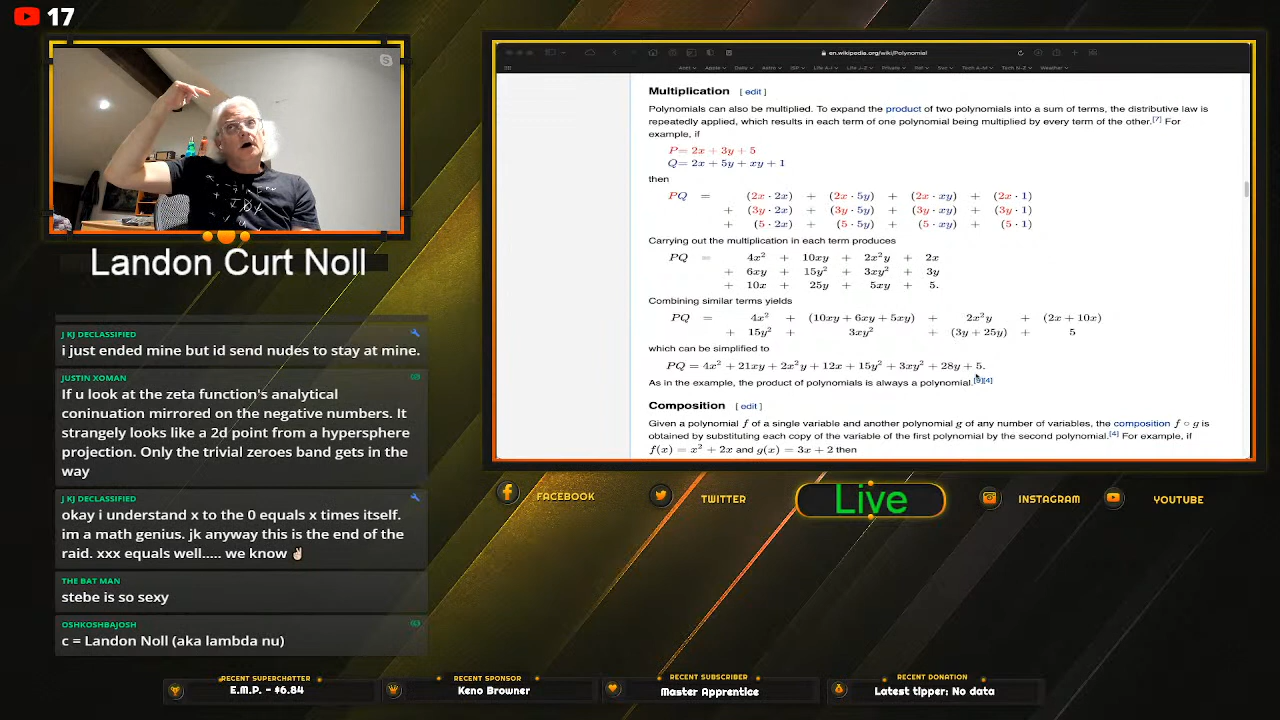 17
Landon Curt Noll
J KJ DECLASSIFIED
i just ended mine but id send nudes to stay at mine.
JUSTIN XOMAN
If u look at the zeta function's analytical
coninuation mirrored on the negative numbers. It
strangely looks like a 2d point from a hypersphere
projection. Only the trivial zeroes band gets in the
way
J KJ DECLASSIFIED
okay i understand x to the 0 equals x times itself.
im a math genius. jk anyway this is the end of the
raid. xxx equals well..... we know ✌🏻
THE BAT MAN
stebe is so sexy
OSHKOSHBAJOSH
c = Landon Noll (aka lambda nu)
en.wikipedia.org/wiki/Polynomial
Multiplication [ edit ]
Polynomials can also be multiplied. To expand the product of two polynomials into a sum of terms, the distributive law is
repeatedly applied, which results in each term of one polynomial being multiplied by every term of the other.[7] For
example, if
P = 2x + 3y + 5
Q = 2x + 5y + xy + 1
then
PQ = (2x · 2x) + (2x · 5y) + (2x · xy) + (2x · 1)
+ (3y · 2x) + (3y · 5y) + (3y · xy) + (3y · 1)
+ (5 · 2x) + (5 · 5y) + (5 · xy) + (5 · 1)
Carrying out the multiplication in each term produces
PQ = 4x² + 10xy + 2x²y + 2x
+ 6xy + 15y² + 3xy² + 3y
+ 10x + 25y + 5xy + 5.
Combining similar terms yields
PQ = 4x² + (10xy + 6xy + 5xy) + 2x²y + (2x + 10x)
+ 15y² + 3xy² + (3y + 25y) + 5
which can be simplified to
PQ = 4x² + 21xy + 2x²y + 12x + 15y² + 3xy² + 28y + 5.
As in the example, the product of polynomials is always a polynomial.[9][4]
Composition [ edit ]
Given a polynomial f of a single variable and another polynomial g of any number of variables, the composition f ∘ g is
obtained by substituting each copy of the variable of the first polynomial by the second polynomial.[4] For example, if
f(x) = x² + 2x and g(x) = 3x + 2 then
FACEBOOK
TWITTER
Live
INSTAGRAM
YOUTUBE
RECENT SUPERCHATTER
E.M.P. - $6.84
RECENT SPONSOR
Keno Browner
RECENT SUBSCRIBER
Master Apprentice
RECENT DONATION
Latest tipper: No data